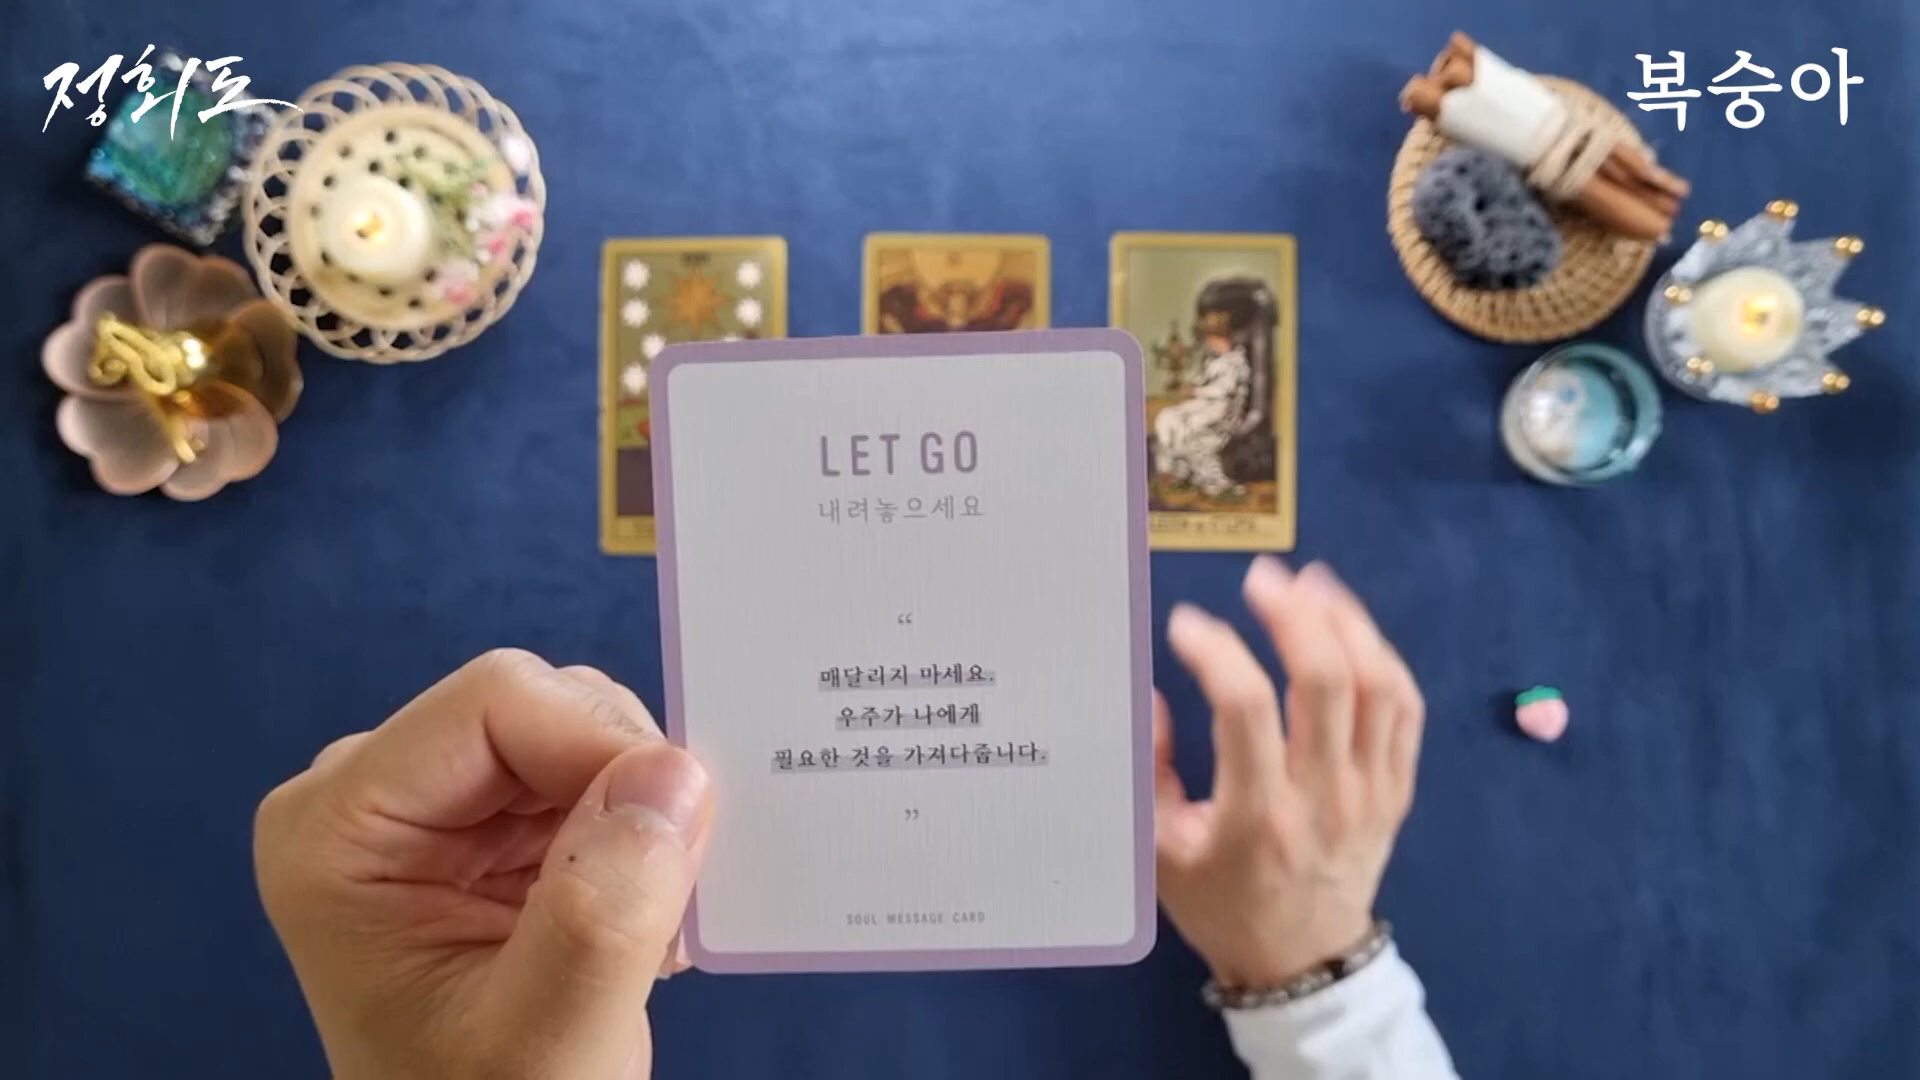 정회도
복숭아
LET GO
내려놓으세요
“
매달리지 마세요.
우주가 나에게
필요한 것을 가져다줍니다.
”
SOUL MESSAGE CARD